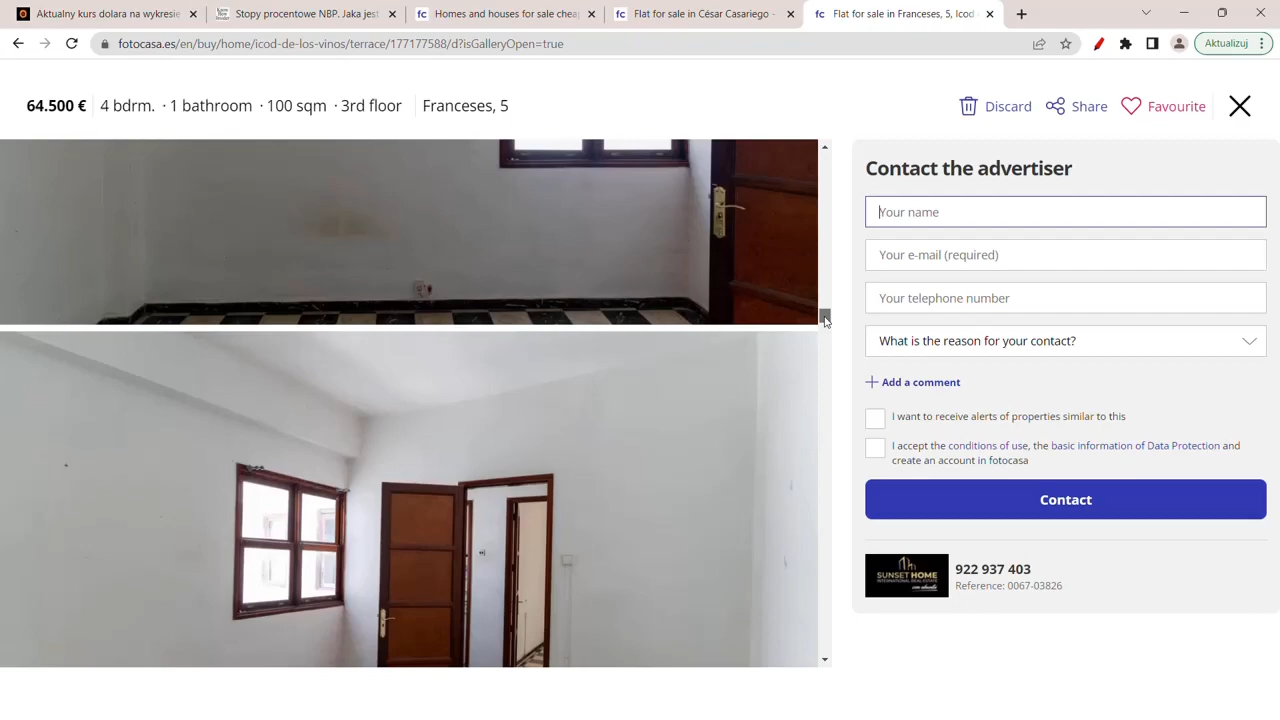 Aktualny kurs dolara na wykresie
Stopy procentowe NBP. Jaka jest
Homes and houses for sale cheap
Flat for sale in César Casariego -
Flat for sale in Franceses, 5, Icod
fotocasa.es/en/buy/home/icod-de-los-vinos/terrace/177177588/d?isGalleryOpen=true
Aktualizuj
64.500 € 4 bdrm. · 1 bathroom · 100 sqm · 3rd floor Franceses, 5
Discard Share Favourite
Contact the advertiser
Your name
Your e-mail (required)
Your telephone number
What is the reason for your contact?
Add a comment
I want to receive alerts of properties similar to this
I accept the conditions of use, the basic information of Data Protection and
create an account in fotocasa
Contact
SUNSET HOME
INTERNATIONAL REAL ESTATE
922 937 403
Reference: 0067-03826